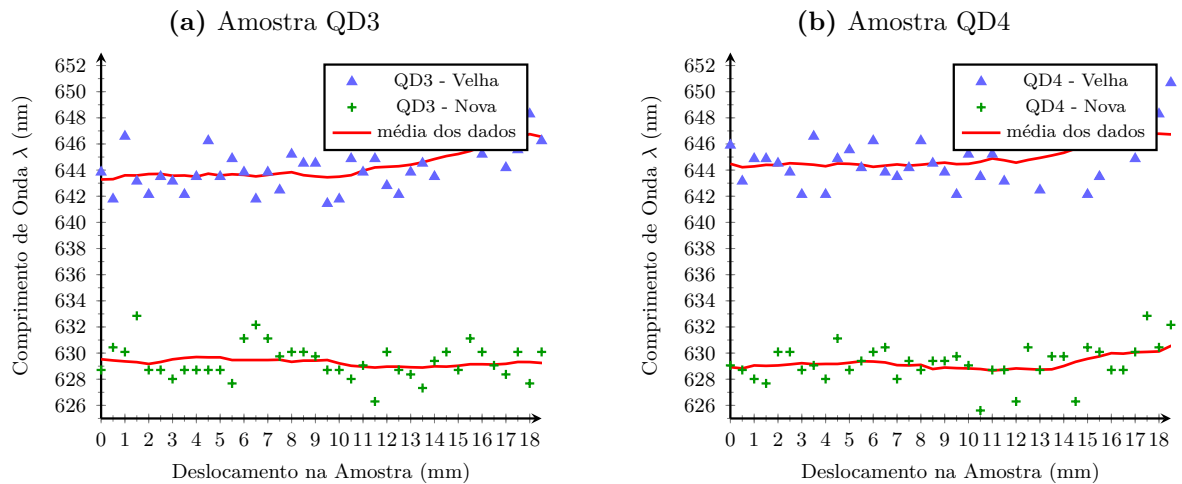 (a) Amostra QD3
652
650
648
646
644
642
640
638
636
634
632
630
628
626
Comprimento de Onda λ (nm)
QD3 - Velha
QD3 - Nova
média dos dados
0 1 2 3 4 5 6 7 8 9 10 11 12 13 14 15 16 17 18
Deslocamento na Amostra (mm)
(b) Amostra QD4
652
650
648
646
644
642
640
638
636
634
632
630
628
626
Comprimento de Onda λ (nm)
QD4 - Velha
QD4 - Nova
média dos dados
0 1 2 3 4 5 6 7 8 9 10 11 12 13 14 15 16 17 18
Deslocamento na Amostra (mm)